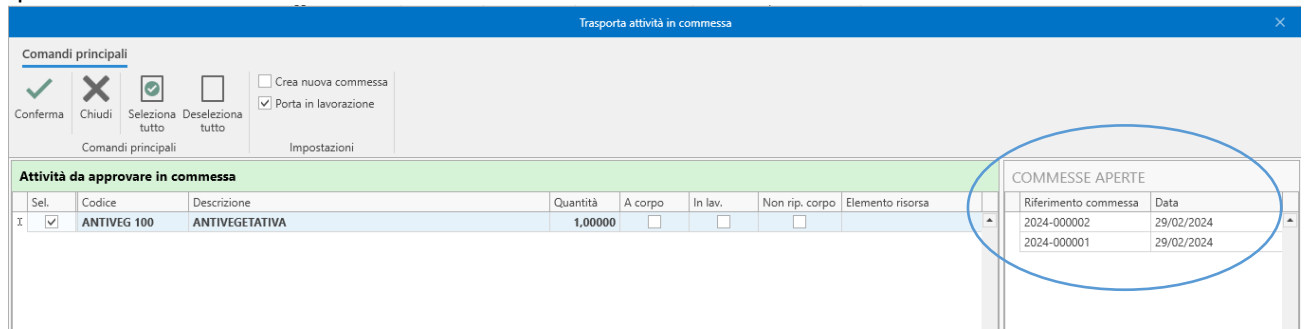 Trasporta attività in commessa
Comandi principali
Conferma
Chiudi
Seleziona tutto
Deseleziona tutto
Crea nuova commessa
Porta in lavorazione
Comandi principali
Impostazioni
Attività da approvare in commessa
COMMESSE APERTE
Sel. Codice Descrizione Quantità A corpo In lav. Non rip. corpo Elemento risorsa
Riferimento commessa Data
ANTIVEG 100 ANTIVEGETATIVA 1,00000
2024-000002 29/02/2024
2024-000001 29/02/2024